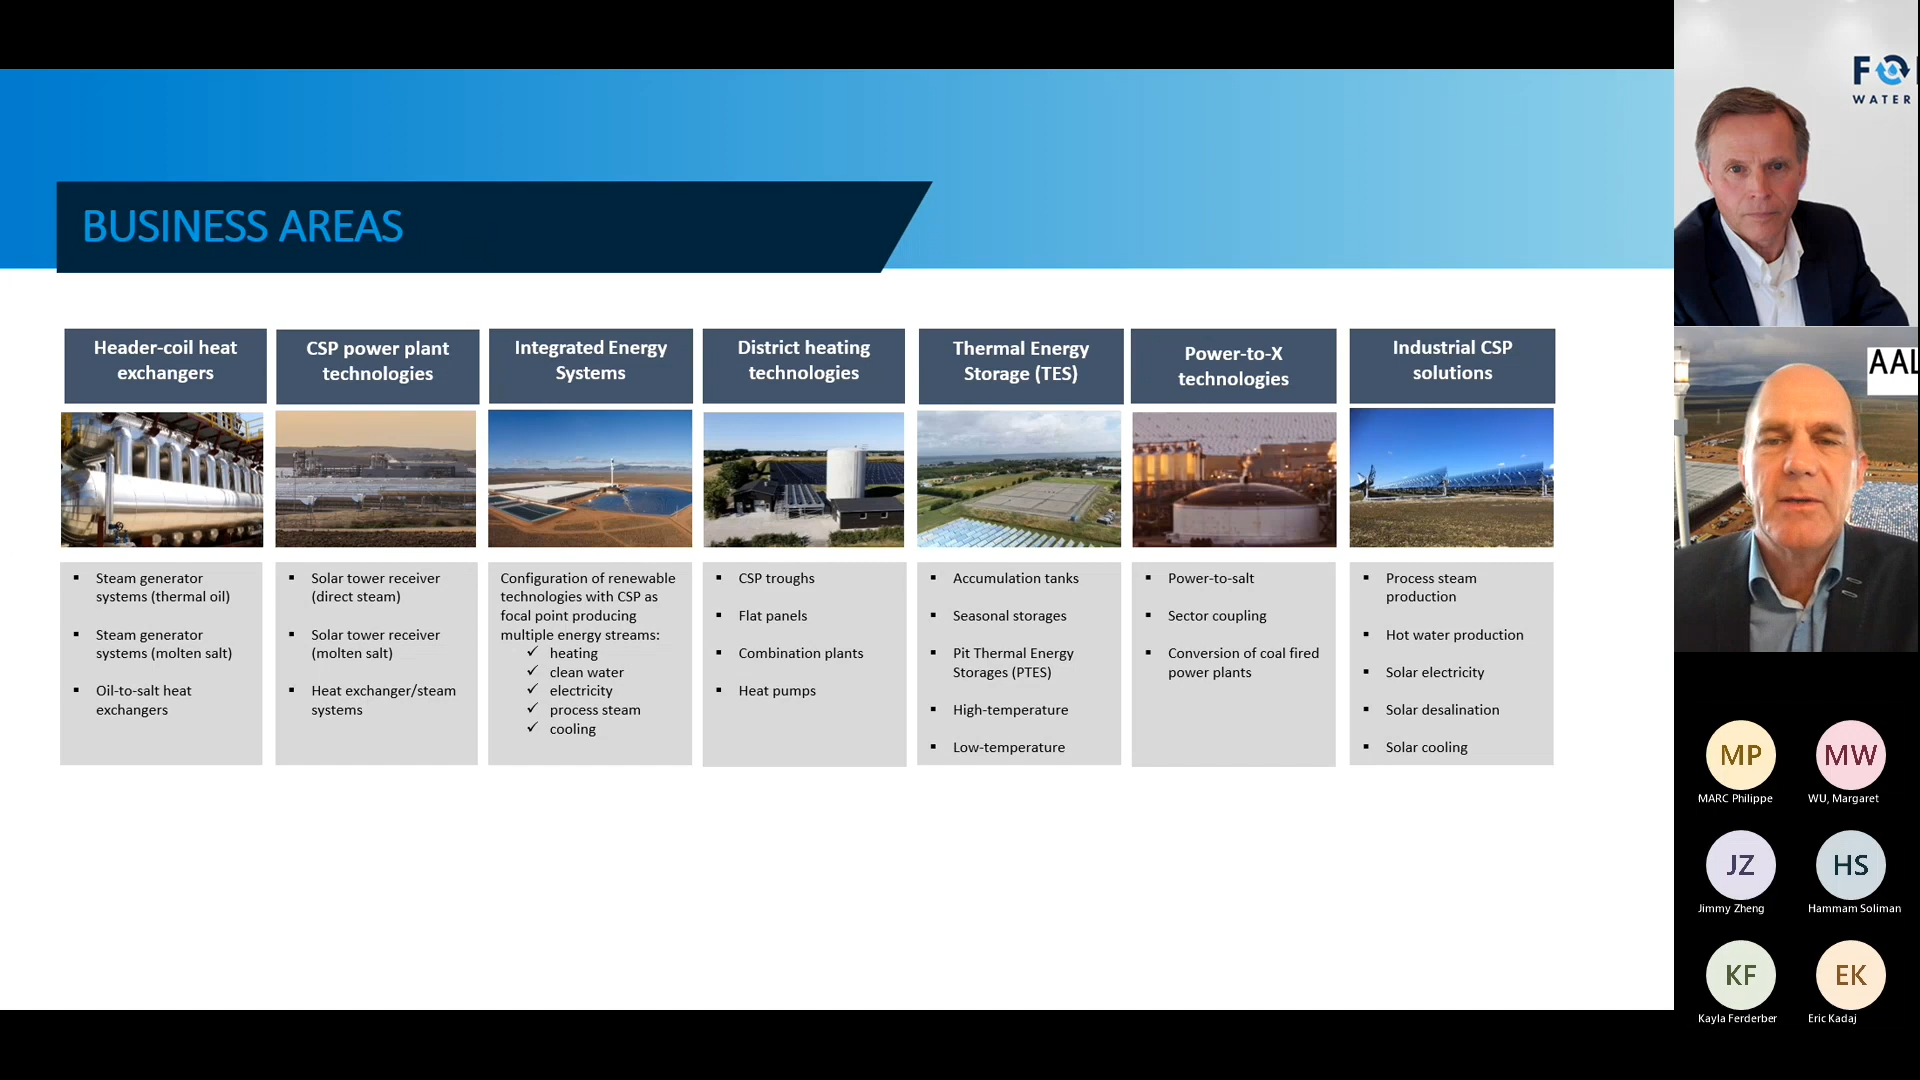 BUSINESS AREAS
Header-coil heat
exchangers
Steam generator
systems (thermal oil)
Steam generator
systems (molten salt)
Oil-to-salt heat
exchangers
CSP power plant
technologies
Solar tower receiver
(direct steam)
Solar tower receiver
(molten salt)
Heat exchanger/steam
systems
Integrated Energy
Systems
Configuration of renewable
technologies with CSP as
focal point producing
multiple energy streams:
✓ heating
✓ clean water
✓ electricity
✓ process steam
✓ cooling
District heating
technologies
CSP troughs
Flat panels
Combination plants
Heat pumps
Thermal Energy
Storage (TES)
Accumulation tanks
Seasonal storages
Pit Thermal Energy
Storages (PTES)
High-temperature
Low-temperature
Power-to-X
technologies
Power-to-salt
Sector coupling
Conversion of coal fired
power plants
Industrial CSP
solutions
Process steam
production
Hot water production
Solar electricity
Solar desalination
Solar cooling
WATER
AAL
MP
MARC Philippe
MW
WU, Margaret
JZ
Jimmy Zheng
HS
Hammam Soliman
KF
Kayla Ferderber
EK
Eric Kadaj